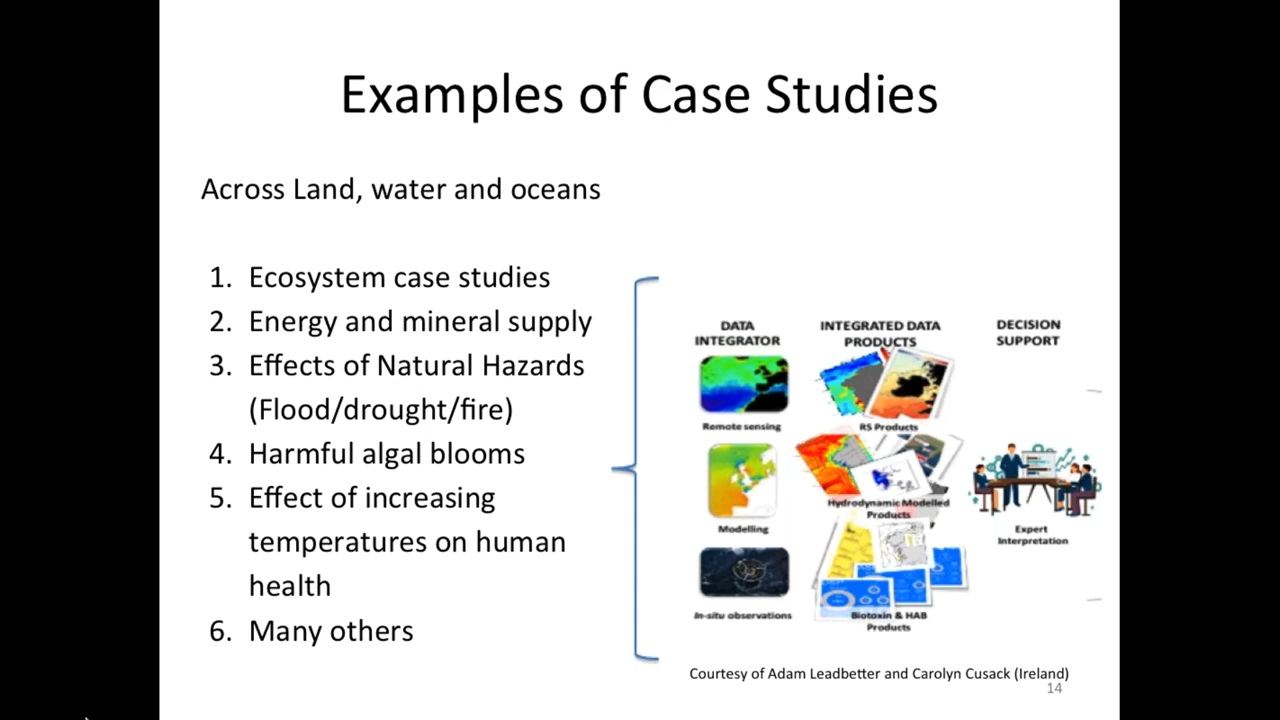 Examples of Case Studies
Across Land, water and oceans
1. Ecosystem case studies
2. Energy and mineral supply
3. Effects of Natural Hazards
(Flood/drought/fire)
4. Harmful algal blooms
5. Effect of increasing
temperatures on human
health
6. Many others
DATA
INTEGRATOR
Remote sensing
Modelling
In-situ observations
INTEGRATED DATA
PRODUCTS
RS Products
Hydrodynamic Modelled
Products
Biotoxin & HAB
Products
DECISION
SUPPORT
Expert
Interpretation
Courtesy of Adam Leadbetter and Carolyn Cusack (Ireland)
14